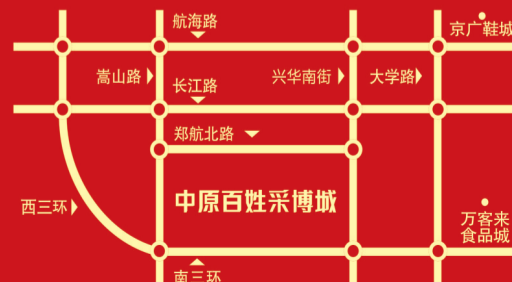 航海路
京广鞋城
嵩山路
长江路
兴华南街
大学路
郑航北路
中原百姓采博城
西三环
万客来
食品城
南三环